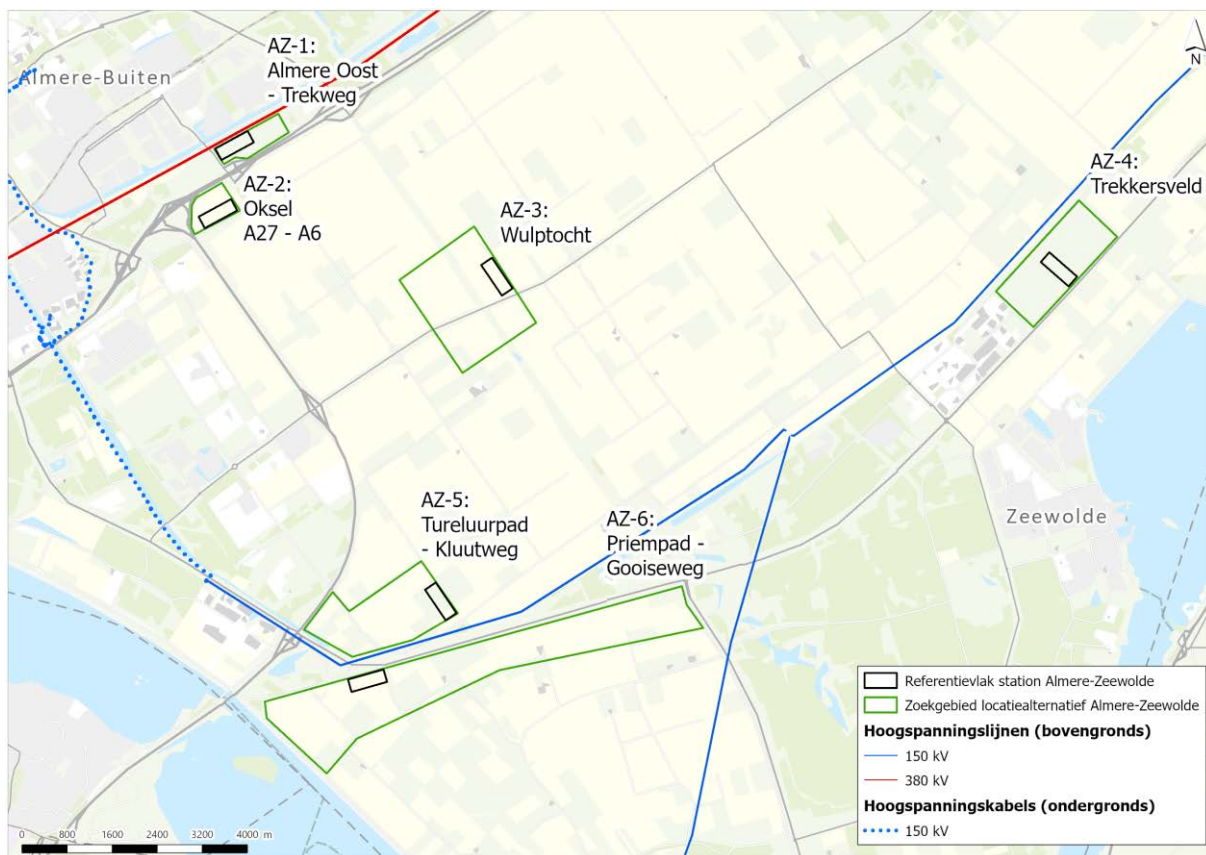 AZ-1:
Almere Oost
- Trekweg
Almere-Buiten
N
AZ-4:
Trekkersveld
AZ-2:
Oksel
A27 - A6
AZ-3:
Wulptocht
AZ-5:
Tureluurpad
- Kluutweg
AZ-6:
Priempad -
Gooiseweg
Zeewolde
Referentievlak station Almere-Zeewolde
Zoekgebied locatiealternatief Almere-Zeewolde
Hoogspanningslijnen (bovengronds)
150 kV
380 kV
Hoogspanningskabels (ondergronds)
150 kV
0 800 1600 2400 3200 4000 m